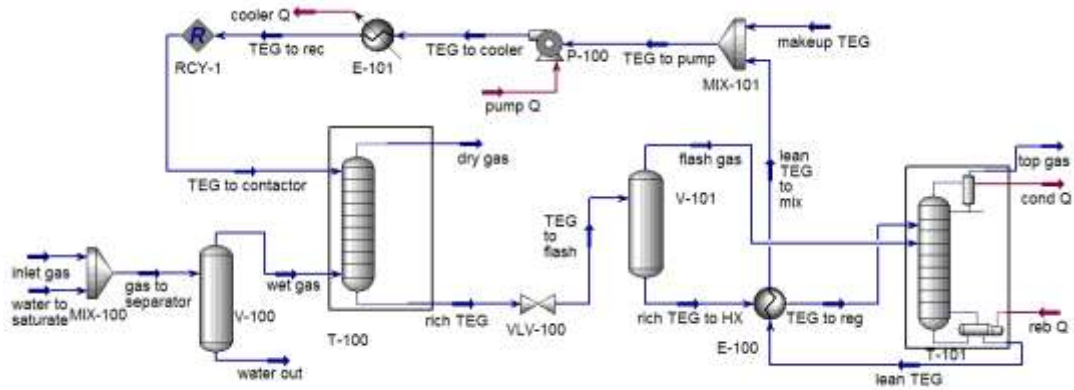 cooler Q
R
TEG to rec
TEG to cooler
TEG to pump
makeup TEG
RCY-1
E-101
P-100
MIX-101
pump Q
dry gas
flash gas
lean
TEG
to
mix
top gas
TEG to contactor
V-101
cond Q
TEG
to
flash
inlet gas
gas to
separator
wet gas
water to
saturate
MIX-100
V-100
rich TEG
VLV-100
rich TEG to HX
TEG to reg
reb Q
T-100
E-100
T-101
water out
lean TEG